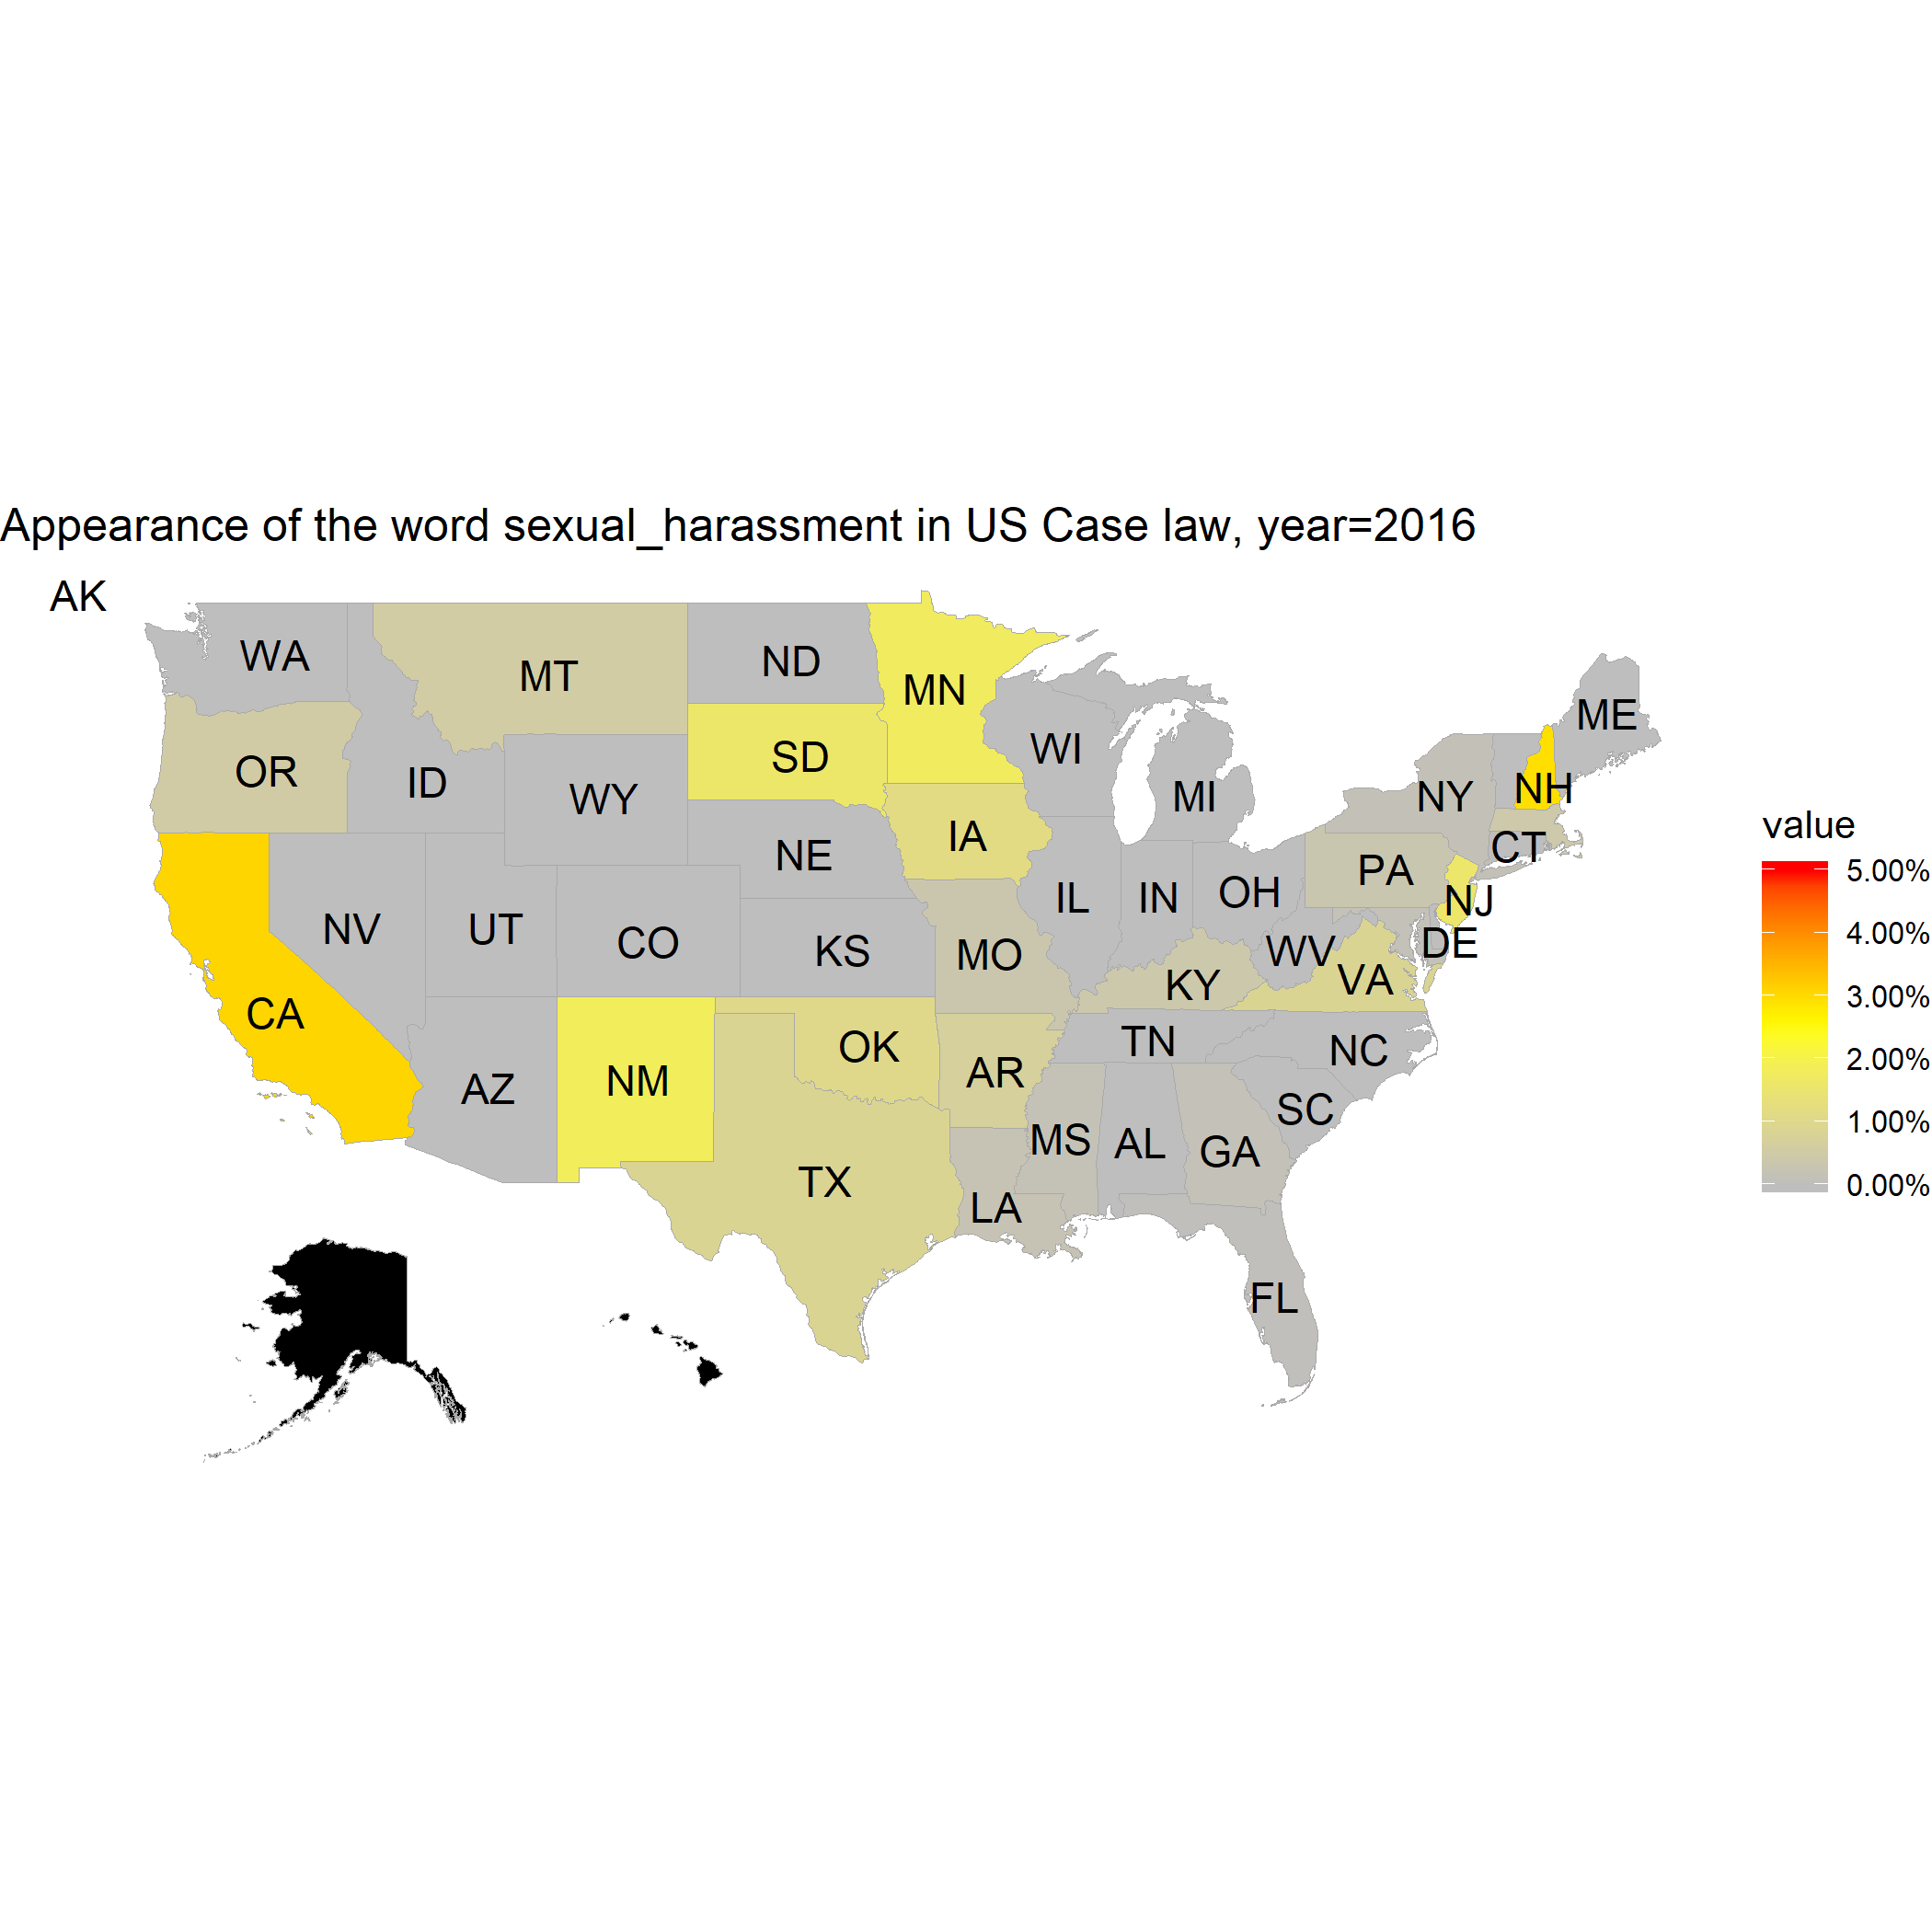 Appearance of the word sexual_harassment in US Case law, year=2016
AK
WA
MT
ND
MN
OR
ID
WY
SD
WI
MI
NY
NH
ME
NE
IA
IL
IN
OH
PA
CT
NJ
NV
UT
CO
KS
MO
KY
WV
VA
DE
CA
AZ
NM
OK
AR
TN
NC
SC
TX
LA
MS
AL
GA
FL
value
5.00%
4.00%
3.00%
2.00%
1.00%
0.00%